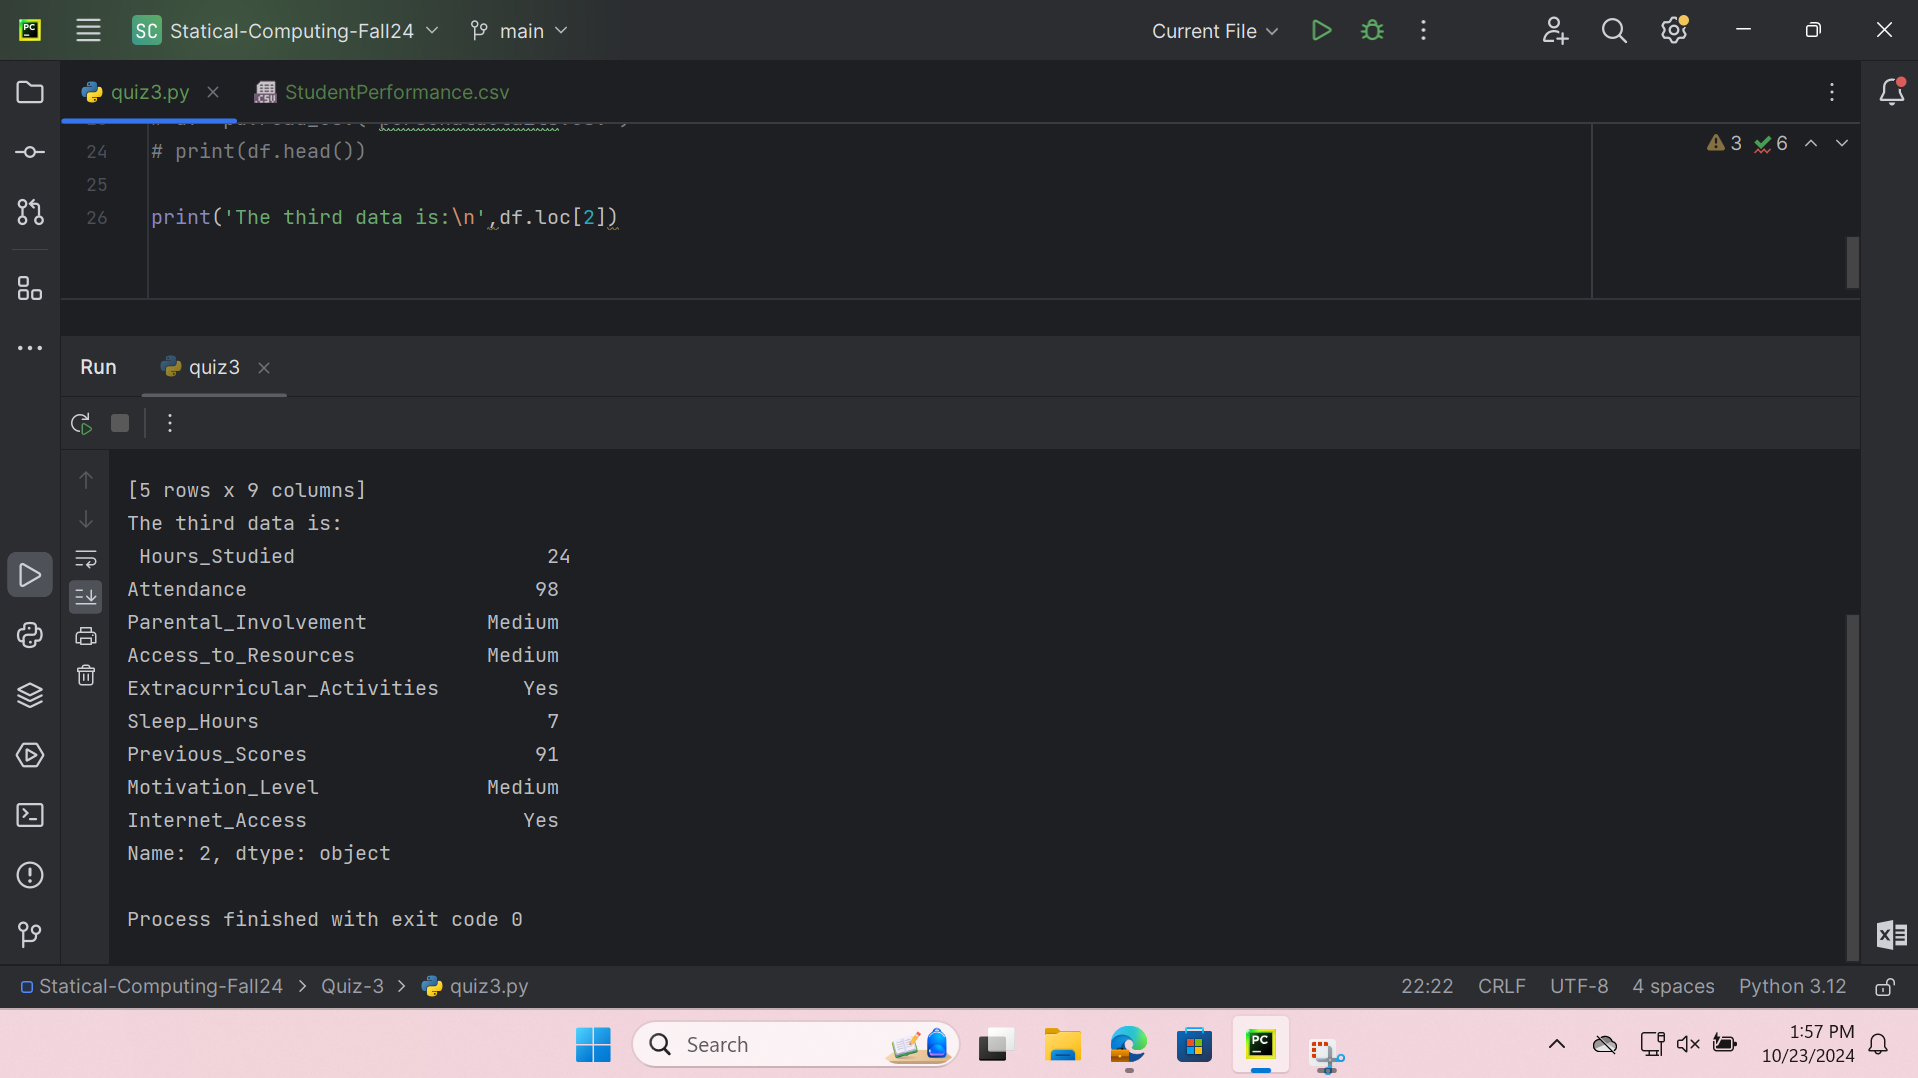 PC
SC Statical-Computing-Fall24 main Current File
quiz3.py StudentPerformance.csv
24 # print(df.head()) 3 6
25
26 print('The third data is:\n',df.loc[2])
Run quiz3
[5 rows x 9 columns]
The third data is:
Hours_Studied 24
Attendance 98
Parental_Involvement Medium
Access_to_Resources Medium
Extracurricular_Activities Yes
Sleep_Hours 7
Previous_Scores 91
Motivation_Level Medium
Internet_Access Yes
Name: 2, dtype: object
Process finished with exit code 0
Statical-Computing-Fall24 > Quiz-3 > quiz3.py 22:22 CRLF UTF-8 4 spaces Python 3.12
Search PC 1:57 PM
10/23/2024